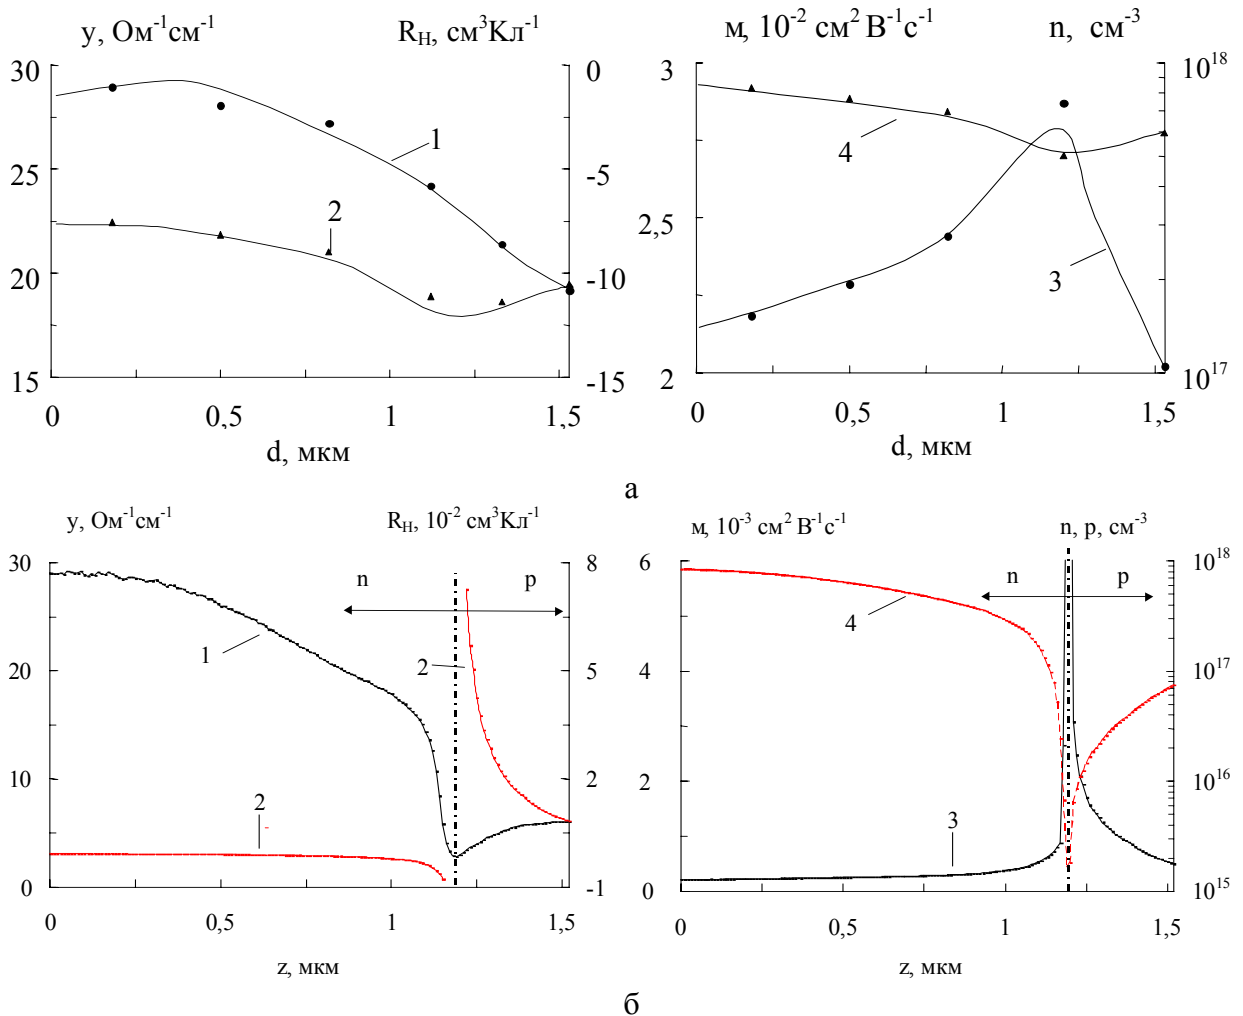 у, Ом⁻¹см⁻¹ R_H, см³Кл⁻¹
30 0
25 -5
20 -10
15 -15
1
2
0 0,5 1 1,5
d, мкм
м, 10⁻² см² В⁻¹с⁻¹ n, см⁻³
3 10¹⁸
2,5
2 10¹⁷
4
3
0 0,5 1 1,5
d, мкм
а
у, Ом⁻¹см⁻¹ R_H, 10⁻² см³Кл⁻¹
30 8
20 5
10 2
0 -1
n p
1
2
2
0 0,5 1 1,5
z, мкм
м, 10⁻³ см² В⁻¹с⁻¹ n, p, см⁻³
6 10¹⁸
4 10¹⁷
2 10¹⁶
0 10¹⁵
n p
4
3
0 0,5 1 1,5
z, мкм
б